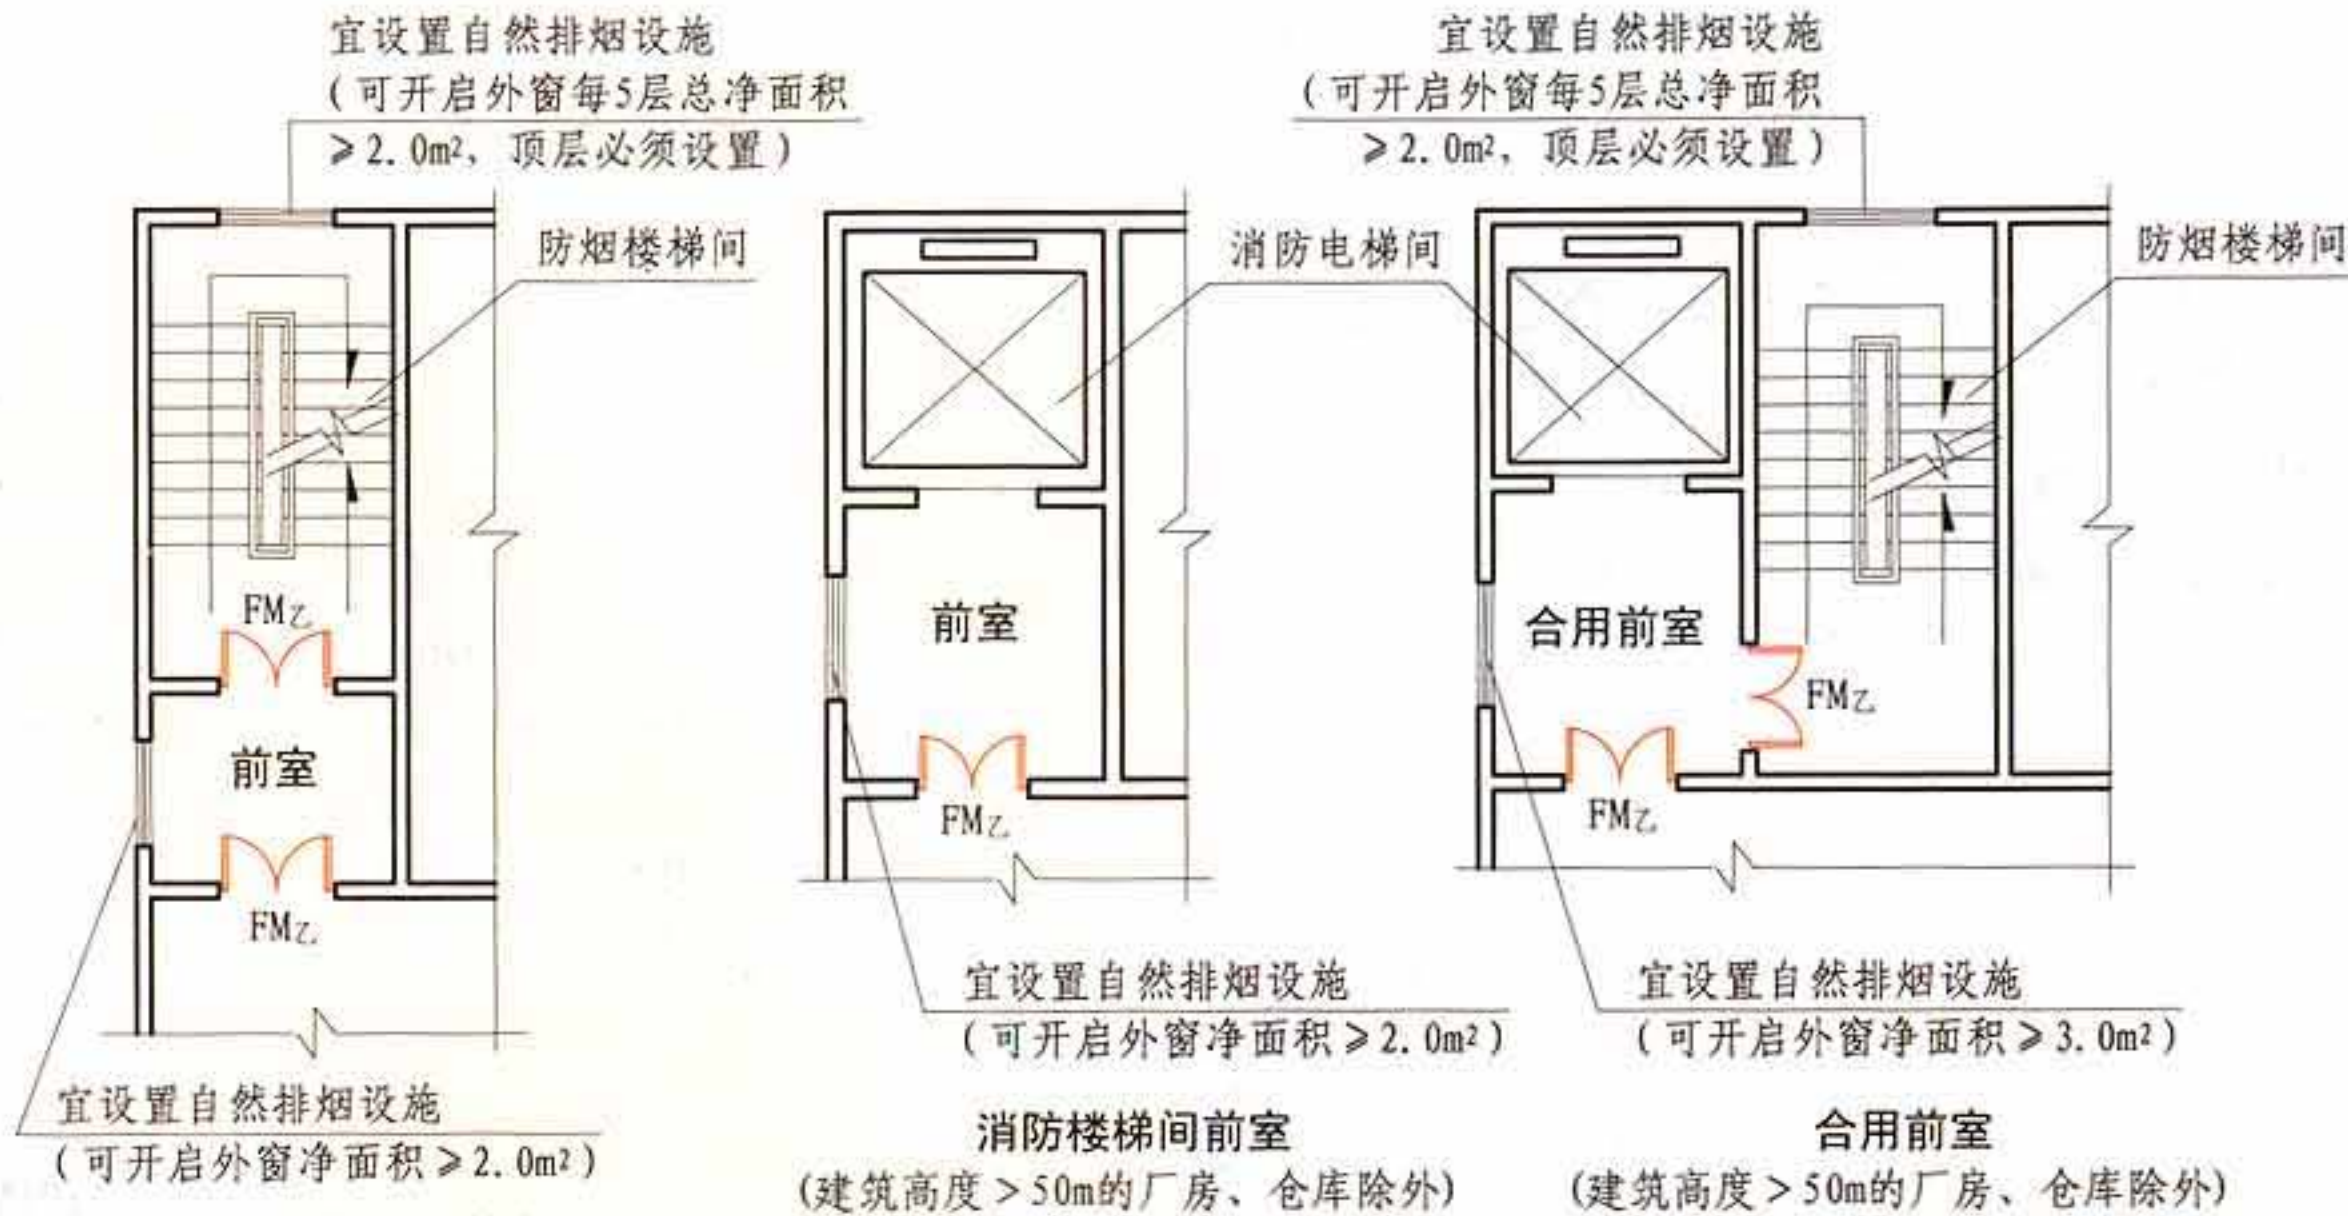 宜设置自然排烟设施
(可开启外窗每5层总净面积
≥2.0m², 顶层必须设置)
宜设置自然排烟设施
(可开启外窗每5层总净面积
≥2.0m², 顶层必须设置)
防烟楼梯间
消防电梯间
防烟楼梯间
FM乙
前室
FM乙
前室
FM乙
合用前室
FM乙
FM乙
宜设置自然排烟设施
(可开启外窗净面积≥2.0m²)
宜设置自然排烟设施
(可开启外窗净面积≥2.0m²)
宜设置自然排烟设施
(可开启外窗净面积≥3.0m²)
消防楼梯间前室
(建筑高度>50m的厂房、仓库除外)
合用前室
(建筑高度>50m的厂房、仓库除外)